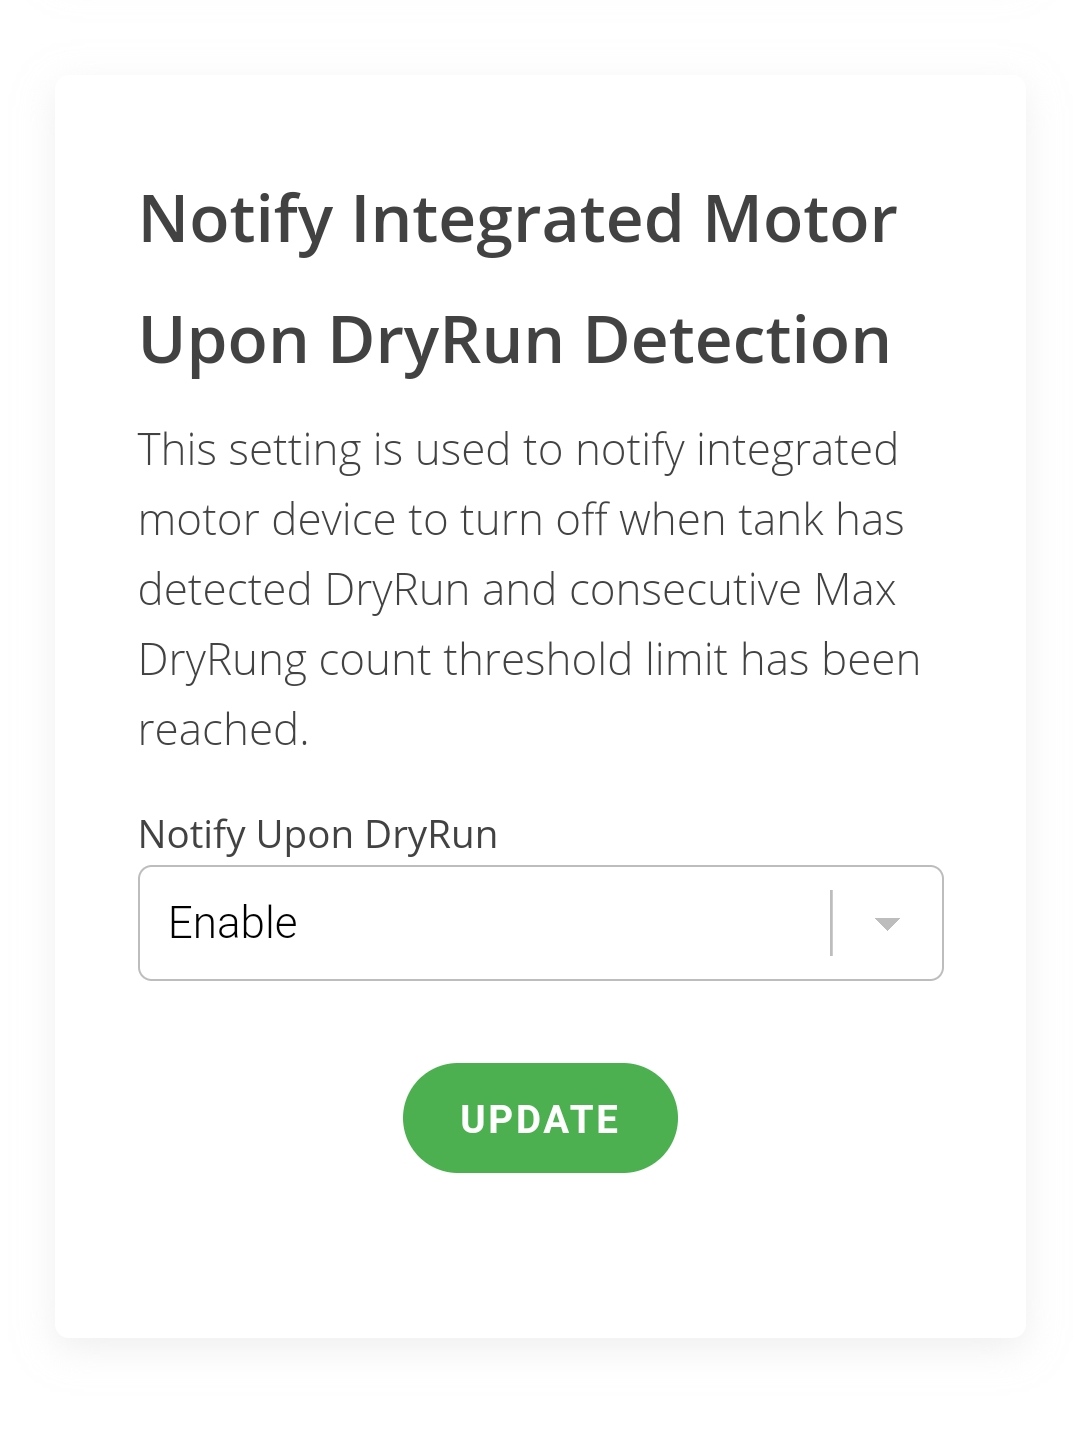 Notify Integrated Motor
Upon DryRun Detection
This setting is used to notify integrated
motor device to turn off when tank has
detected DryRun and consecutive Max
DryRung count threshold limit has been
reached.
Notify Upon DryRun
Enable
UPDATE